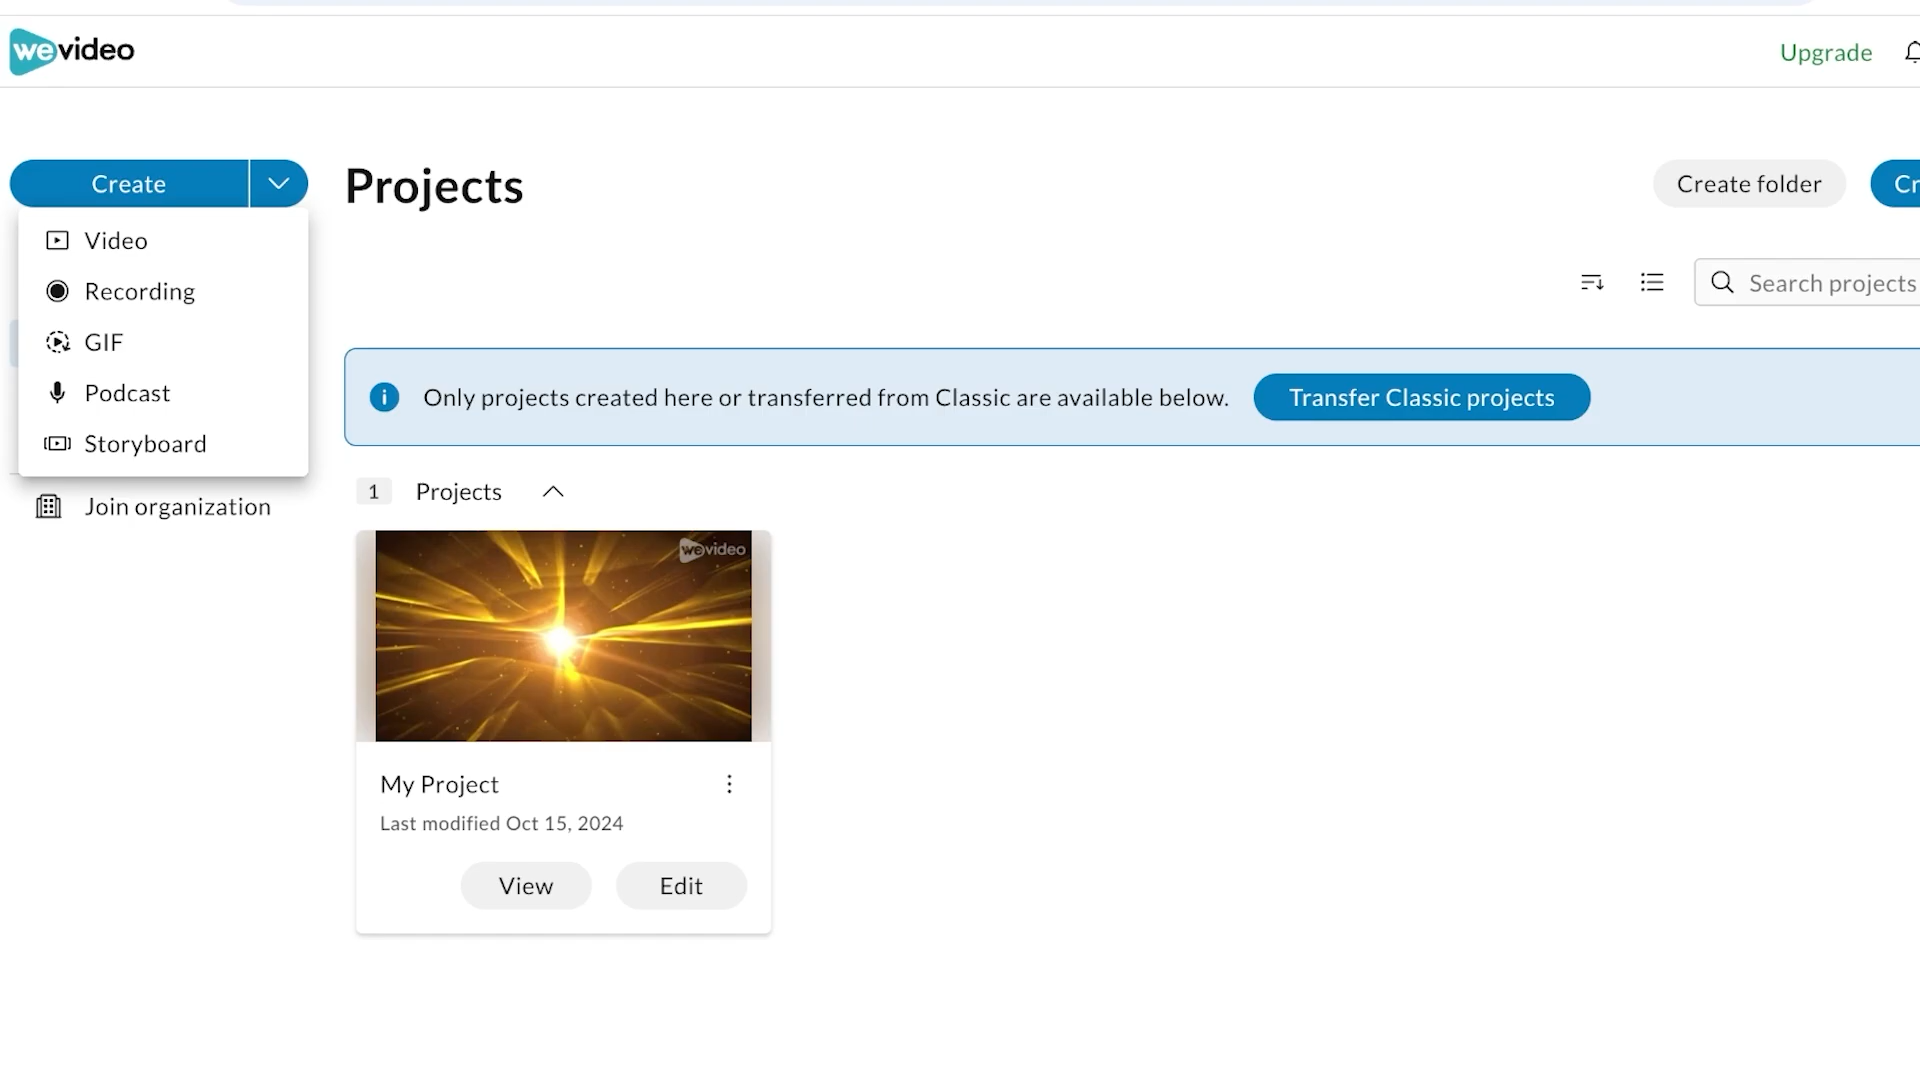 wevideo
Upgrade
Create
Projects
Create folder
Cr
Video
Recording
GIF
Podcast
Storyboard
Search projects
Only projects created here or transferred from Classic are available below.
Transfer Classic projects
Join organization
1 Projects
wevideo
My Project
Last modified Oct 15, 2024
View
Edit